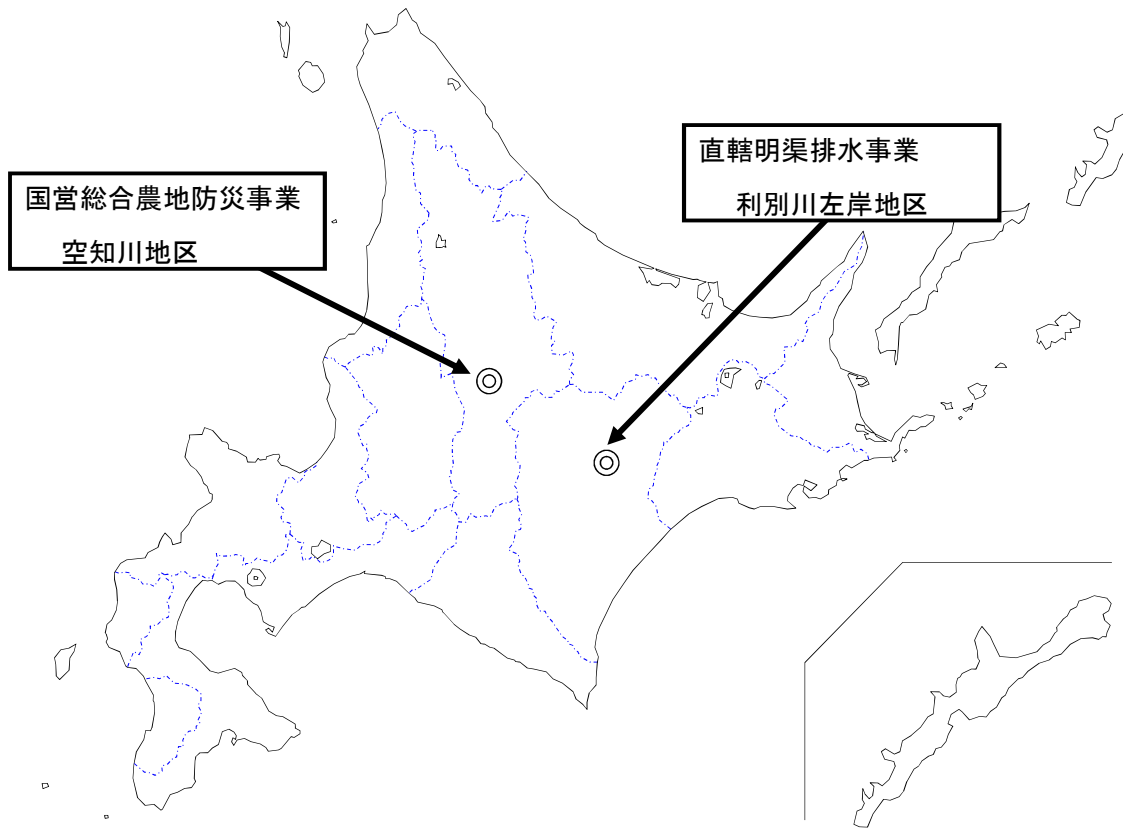 国営総合農地防災事業
空知川地区
直轄明渠排水事業
利別川左岸地区